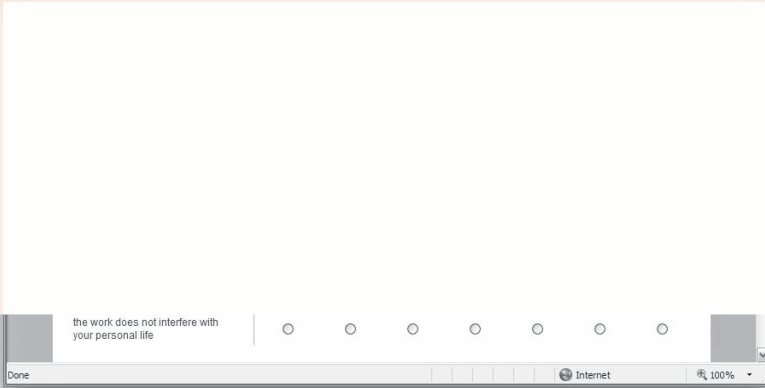 the work does not interfere with
your personal life
Done
Internet
100%